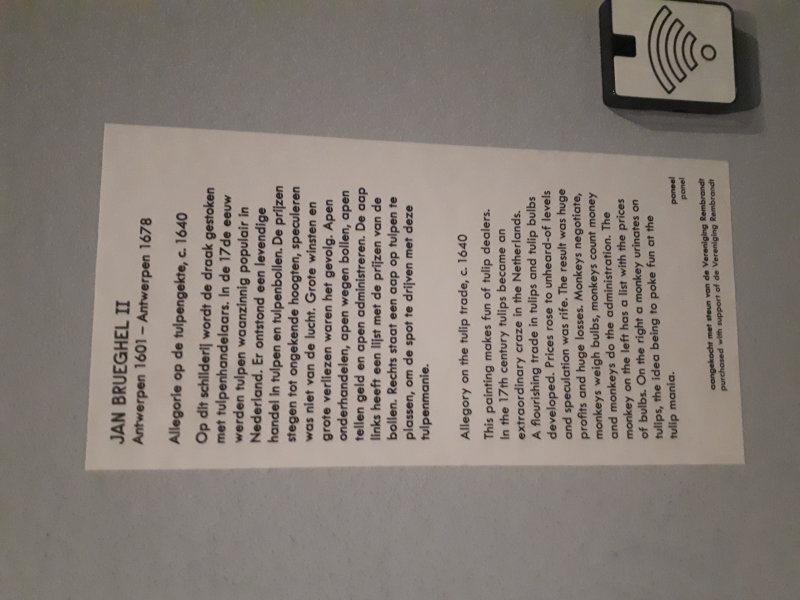 JAN BRUEGHEL II
Antwerpen 1601 – Antwerpen 1678
Allegorie op de tulpengekte, c. 1640
Op dit schilderij wordt de draak gestoken
met tulpenhandelaars. In de 17de eeuw
werden tulpen waanzinnig populair in
Nederland. Er ontstond een levendige
handel in tulpen en tulpenbollen. De prijzen
stegen tot ongekende hoogten, speculeren
was niet van de lucht. Grote winsten en
grote verliezen waren het gevolg. Apen
onderhandelen, apen wegen bollen, apen
tellen geld en apen administreren. De aap
links heeft een lijst met de prijzen van de
bollen. Rechts staat een aap op tulpen te
plassen, om de spot te drijven met deze
tulpenmanie.
Allegory on the tulip trade, c. 1640
This painting makes fun of tulip dealers.
In the 17th century tulips became an
extraordinary craze in the Netherlands.
A flourishing trade in tulips and tulip bulbs
developed. Prices rose to unheard-of levels
and speculation was rife. The result was huge
profits and huge losses. Monkeys negotiate,
monkeys weigh bulbs, monkeys count money
and monkeys do the administration. The
monkey on the left has a list with the prices
of bulbs. On the right a monkey urinates on
tulips, the idea being to poke fun at the
tulip mania.
paneel
panel
aangekocht met steun van de Vereniging Rembrandt
purchased with support of the Vereniging Rembrandt